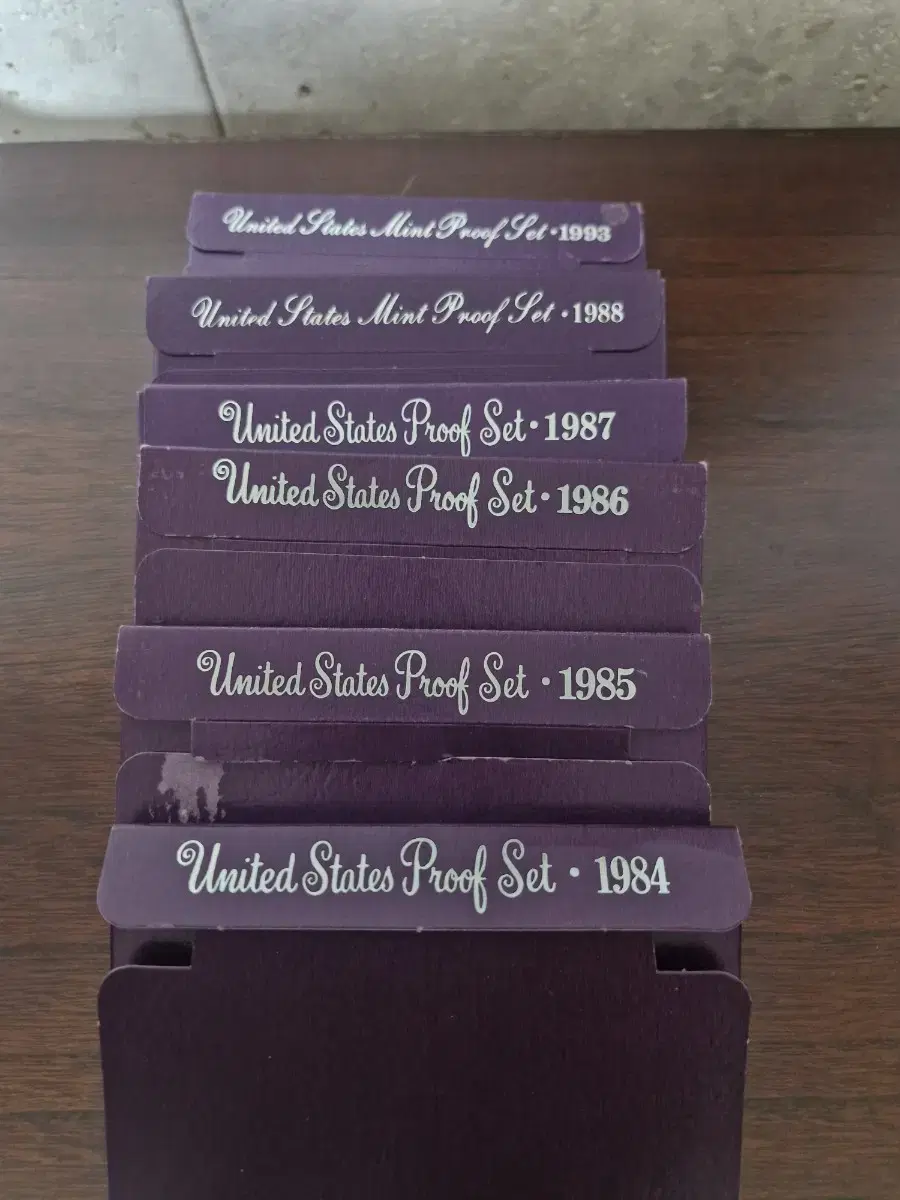 United States Mint Proof Set · 1993
United States Mint Proof Set · 1988
United States Proof Set · 1987
United States Proof Set · 1986
United States Proof Set · 1985
United States Proof Set · 1984